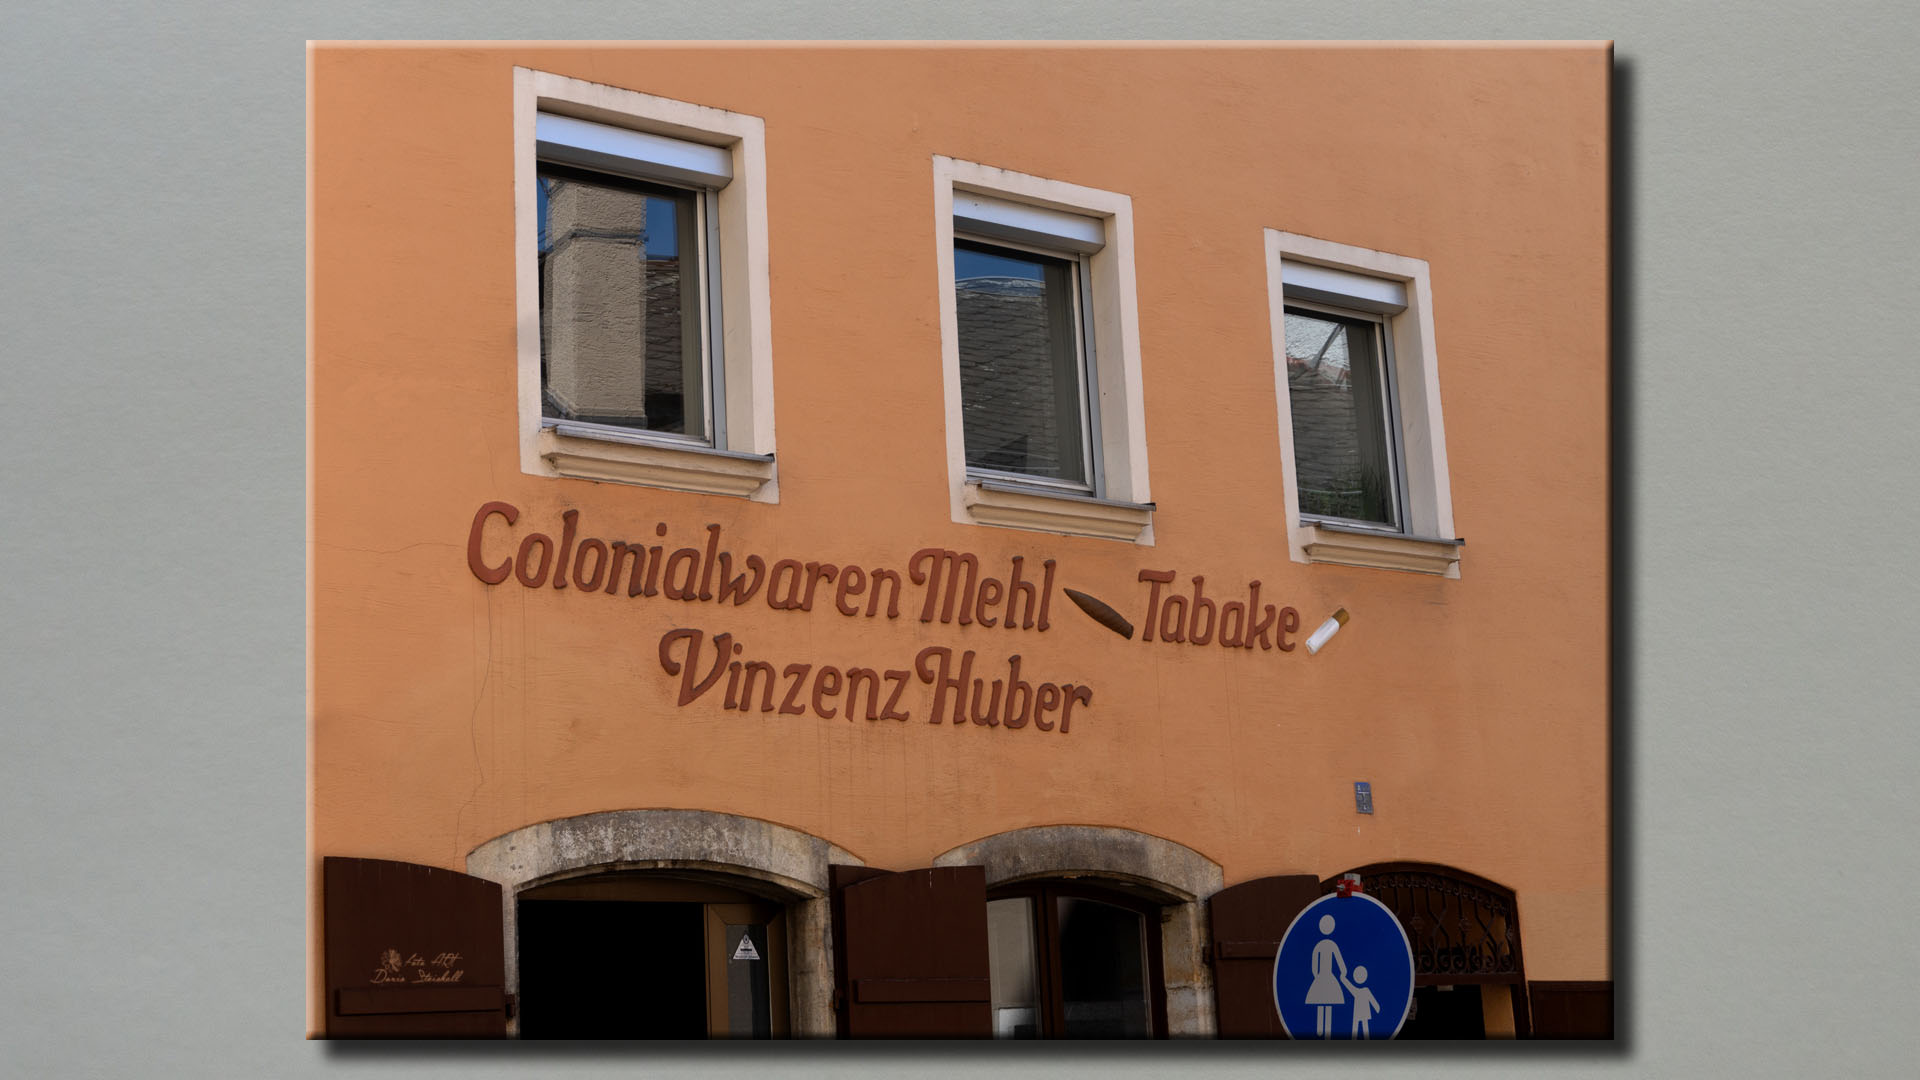 Colonialwaren Mehl Tabake
Vinzenz Huber